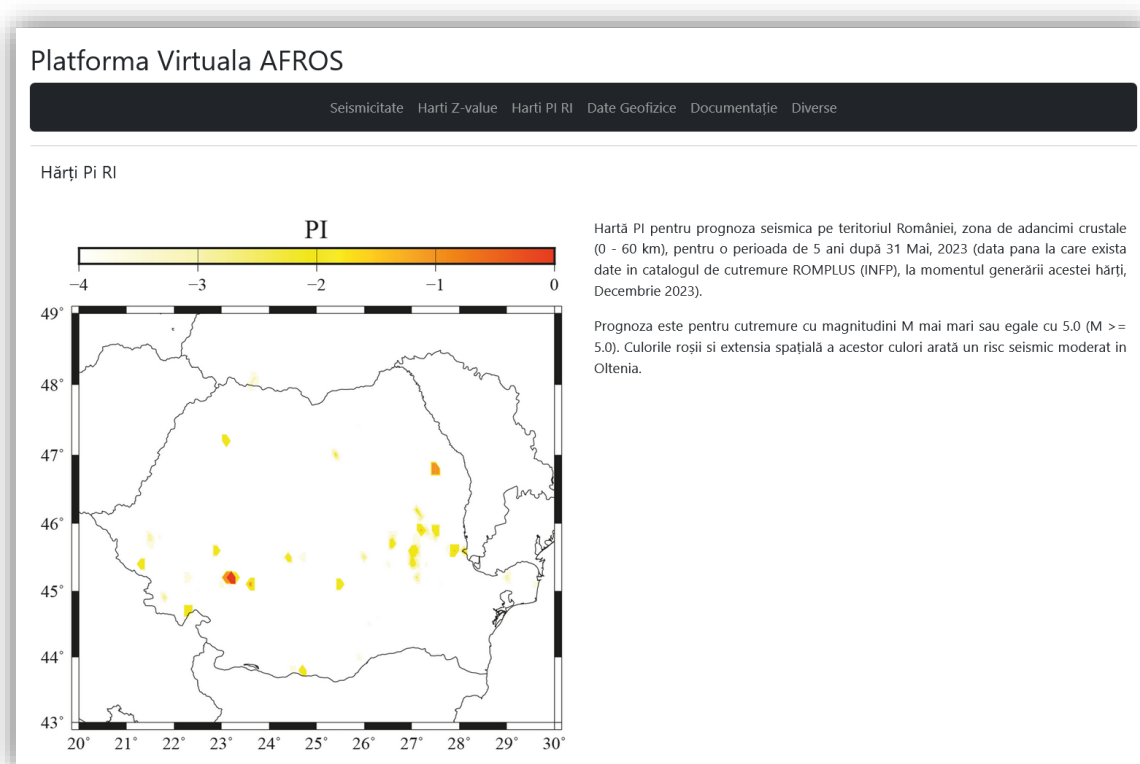 Platforma Virtuala AFROS
Seismicitate Harti Z-value Harti PI RI Date Geofizice Documentație Diverse
Hărți Pi RI
PI
−4 −3 −2 −1 0
49°
48°
47°
46°
45°
44°
43°
20° 21° 22° 23° 24° 25° 26° 27° 28° 29° 30°
Hartă PI pentru prognoza seismica pe teritoriul României, zona de adancimi crustale
(0 - 60 km), pentru o perioada de 5 ani după 31 Mai, 2023 (data pana la care exista
date in catalogul de cutremure ROMPLUS (INFP), la momentul generării acestei hărți,
Decembrie 2023).
Prognoza este pentru cutremure cu magnitudini M mai mari sau egale cu 5.0 (M >=
5.0). Culorile roșii si extensia spațială a acestor culori arată un risc seismic moderat in
Oltenia.